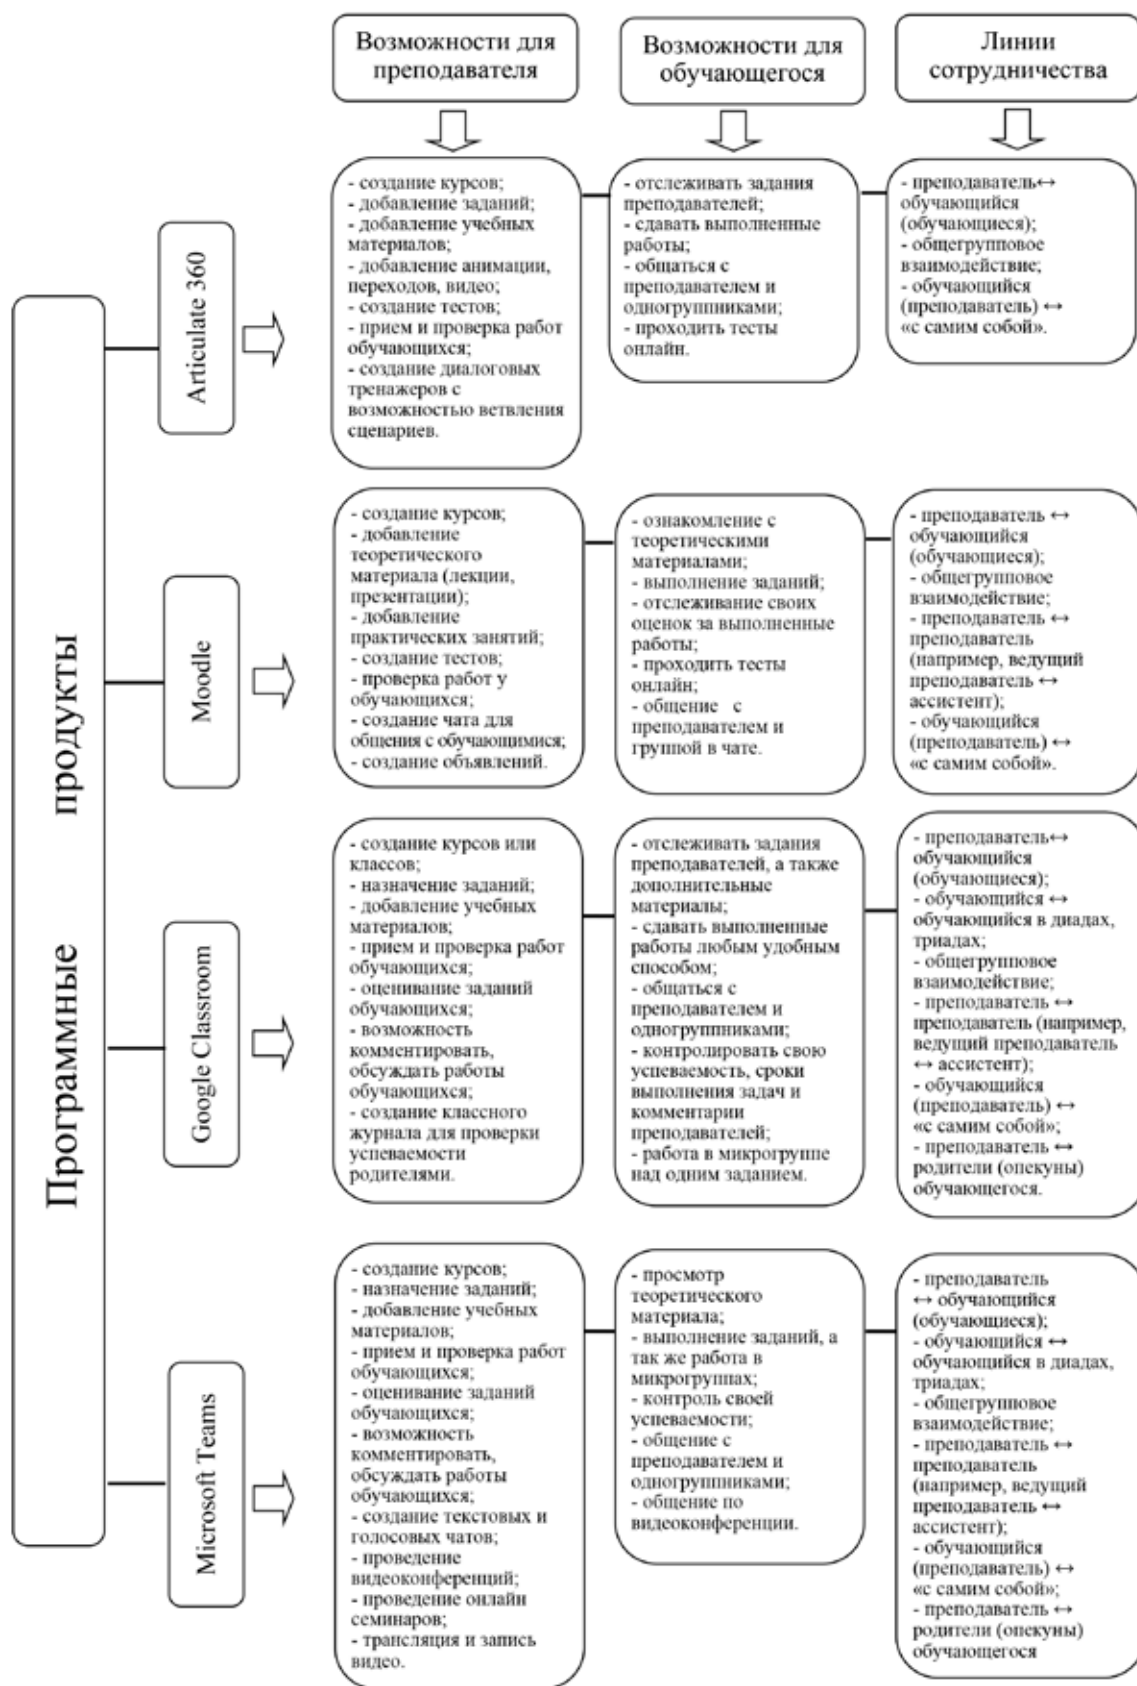 Возможности для
преподавателя
Возможности для
обучающегося
Линии
сотрудничества
Программные продукты
Articulate 360
- создание курсов;
- добавление заданий;
- добавление учебных
материалов;
- добавление анимации,
переходов, видео;
- создание тестов;
- прием и проверка работ
обучающихся;
- создание диалоговых
тренажеров с
возможностью ветвления
сценариев.
- отслеживать задания
преподавателей;
- сдавать выполненные
работы;
- общаться с
преподавателем и
одногруппниками;
- проходить тесты
онлайн.
- преподаватель↔
обучающийся
(обучающиеся);
- общегрупповое
взаимодействие;
- обучающийся
(преподаватель) ↔
«с самим собой».
Moodle
- создание курсов;
- добавление
теоретического
материала (лекции,
презентации);
- добавление
практических занятий;
- создание тестов;
- проверка работ у
обучающихся;
- создание чата для
общения с обучающимися;
- создание объявлений.
- ознакомление с
теоретическими
материалами;
- выполнение заданий;
- отслеживание своих
оценок за выполненные
работы;
- проходить тесты
онлайн;
- общение с
преподавателем и
группой в чате.
- преподаватель ↔
обучающийся
(обучающиеся);
- общегрупповое
взаимодействие;
- преподаватель ↔
преподаватель
(например, ведущий
преподаватель ↔
ассистент);
- обучающийся
(преподаватель) ↔
«с самим собой».
Google Classroom
- создание курсов или
классов;
- назначение заданий;
- добавление учебных
материалов;
- прием и проверка работ
обучающихся;
- оценивание заданий
обучающихся;
- возможность
комментировать,
обсуждать работы
обучающихся;
- создание классного
журнала для проверки
успеваемости
родителями.
- отслеживать задания
преподавателей, а также
дополнительные
материалы;
- сдавать выполненные
работы любым удобным
способом;
- общаться с
преподавателем и
одногруппниками;
- контролировать свою
успеваемость, сроки
выполнения задач и
комментарии
преподавателей;
- работа в микрогруппе
над одним заданием.
- преподаватель↔
обучающийся
(обучающиеся);
- обучающийся ↔
обучающийся в диадах,
триадах;
- общегрупповое
взаимодействие;
- преподаватель ↔
преподаватель (например,
ведущий преподаватель
↔ ассистент);
- обучающийся
(преподаватель) ↔
«с самим собой»;
- преподаватель ↔
родители (опекуны)
обучающегося.
Microsoft Teams
- создание курсов;
- назначение заданий;
- добавление учебных
материалов;
- прием и проверка работ
обучающихся;
- оценивание заданий
обучающихся;
- возможность
комментировать,
обсуждать работы
обучающихся;
- создание текстовых и
голосовых чатов;
- проведение
видеоконференций;
- проведение онлайн
семинаров;
- трансляция и запись
видео.
- просмотр
теоретического
материала;
- выполнение заданий, а
так же работа в
микрогруппах;
- контроль своей
успеваемости;
- общение с
преподавателем и
одногруппниками;
- общение по
видеоконференции.
- преподаватель
↔ обучающийся
(обучающиеся);
- обучающийся ↔
обучающийся в диадах,
триадах;
- общегрупповое
взаимодействие;
- преподаватель ↔
преподаватель
(например, ведущий
преподаватель ↔
ассистент);
- обучающийся
(преподаватель) ↔
«с самим собой»;
- преподаватель ↔
родители (опекуны)
обучающегося